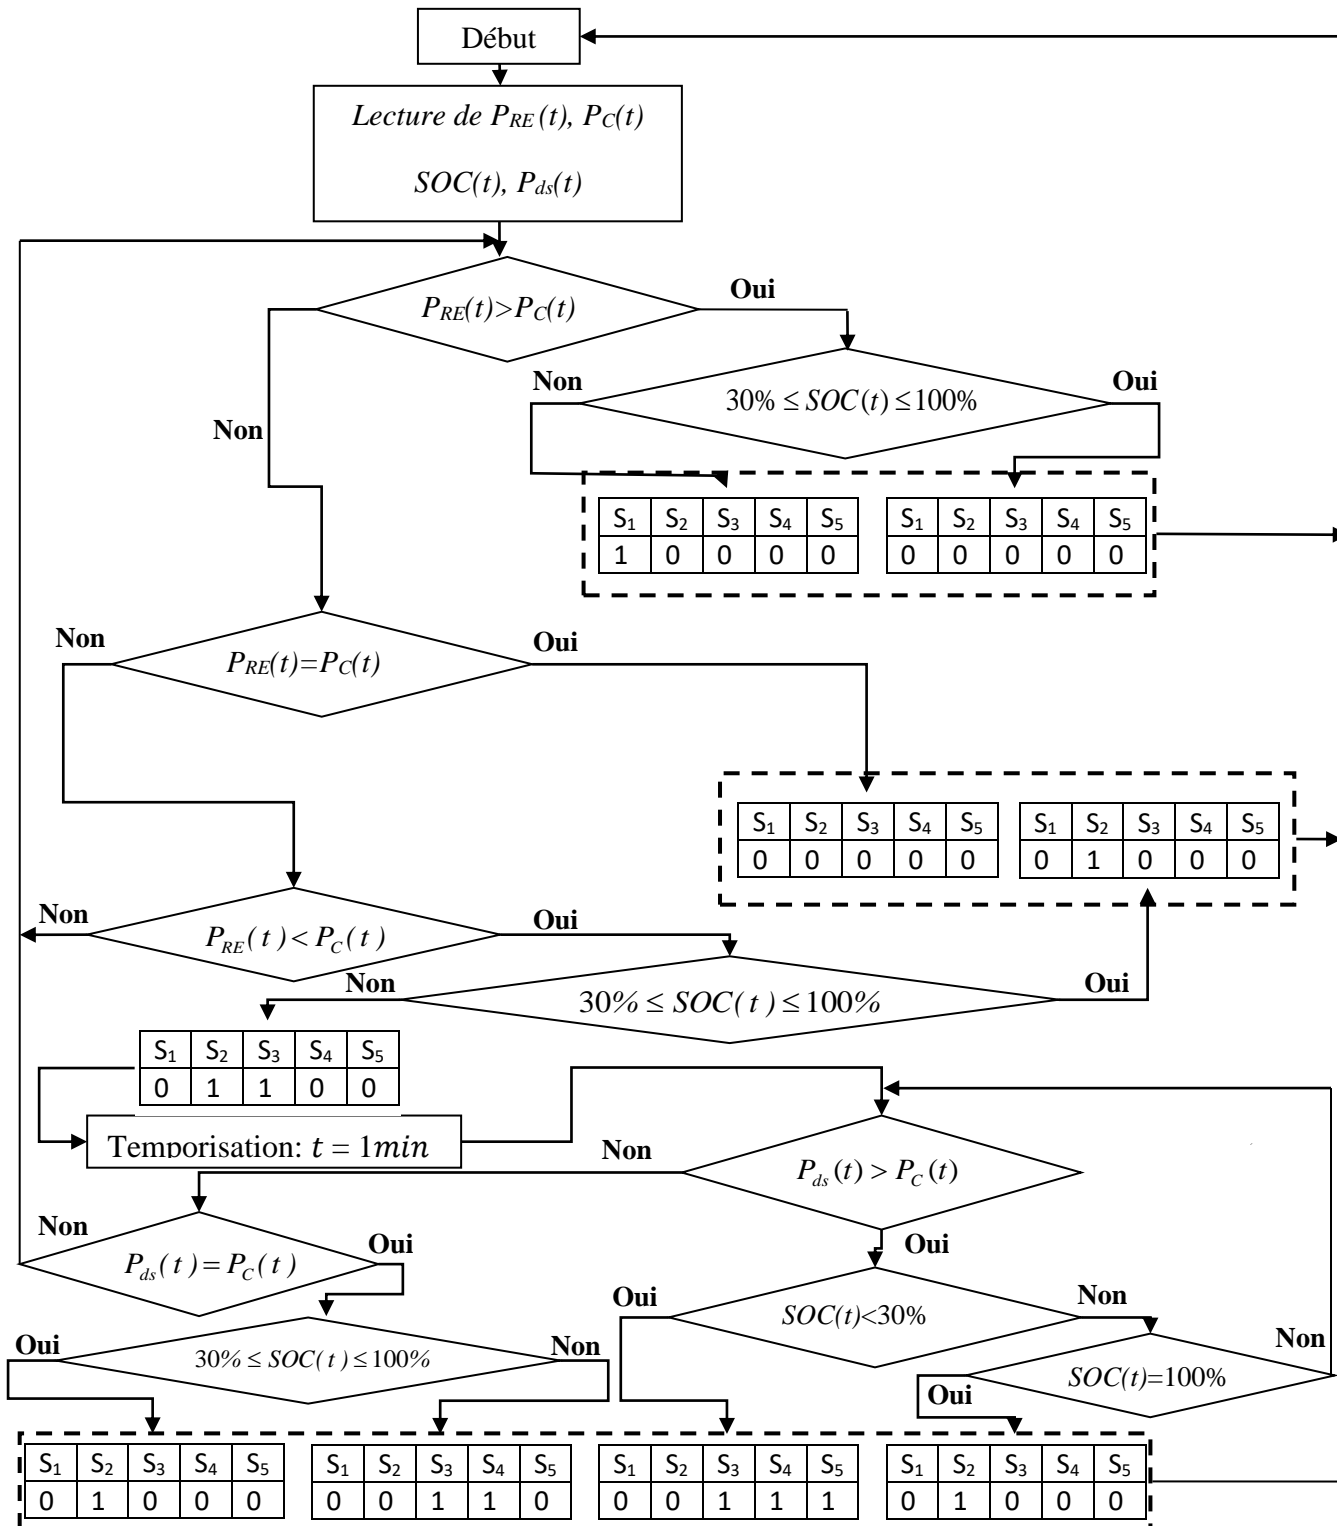 Début
Lecture de P_RE(t), P_C(t)
SOC(t), P_ds(t)
P_RE(t)>P_C(t)
Oui
Non
30% ≤ SOC(t) ≤ 100%
Non
Oui
S₁ S₂ S₃ S₄ S₅
1 0 0 0 0
S₁ S₂ S₃ S₄ S₅
0 0 0 0 0
P_RE(t)=P_C(t)
Non
Oui
S₁ S₂ S₃ S₄ S₅
0 0 0 0 0
S₁ S₂ S₃ S₄ S₅
0 1 0 0 0
P_RE(t) < P_C(t)
Non
Oui
30% ≤ SOC(t) ≤ 100%
Non
Oui
S₁ S₂ S₃ S₄ S₅
0 1 1 0 0
Temporisation: t = 1min
P_ds(t) > P_C(t)
Non
Oui
P_ds(t) = P_C(t)
Non
Oui
SOC(t)<30%
Oui
Non
30% ≤ SOC(t) ≤ 100%
Oui
Non
SOC(t)=100%
Oui
Non
S₁ S₂ S₃ S₄ S₅
0 1 0 0 0
S₁ S₂ S₃ S₄ S₅
0 0 1 1 0
S₁ S₂ S₃ S₄ S₅
0 0 1 1 1
S₁ S₂ S₃ S₄ S₅
0 1 0 0 0